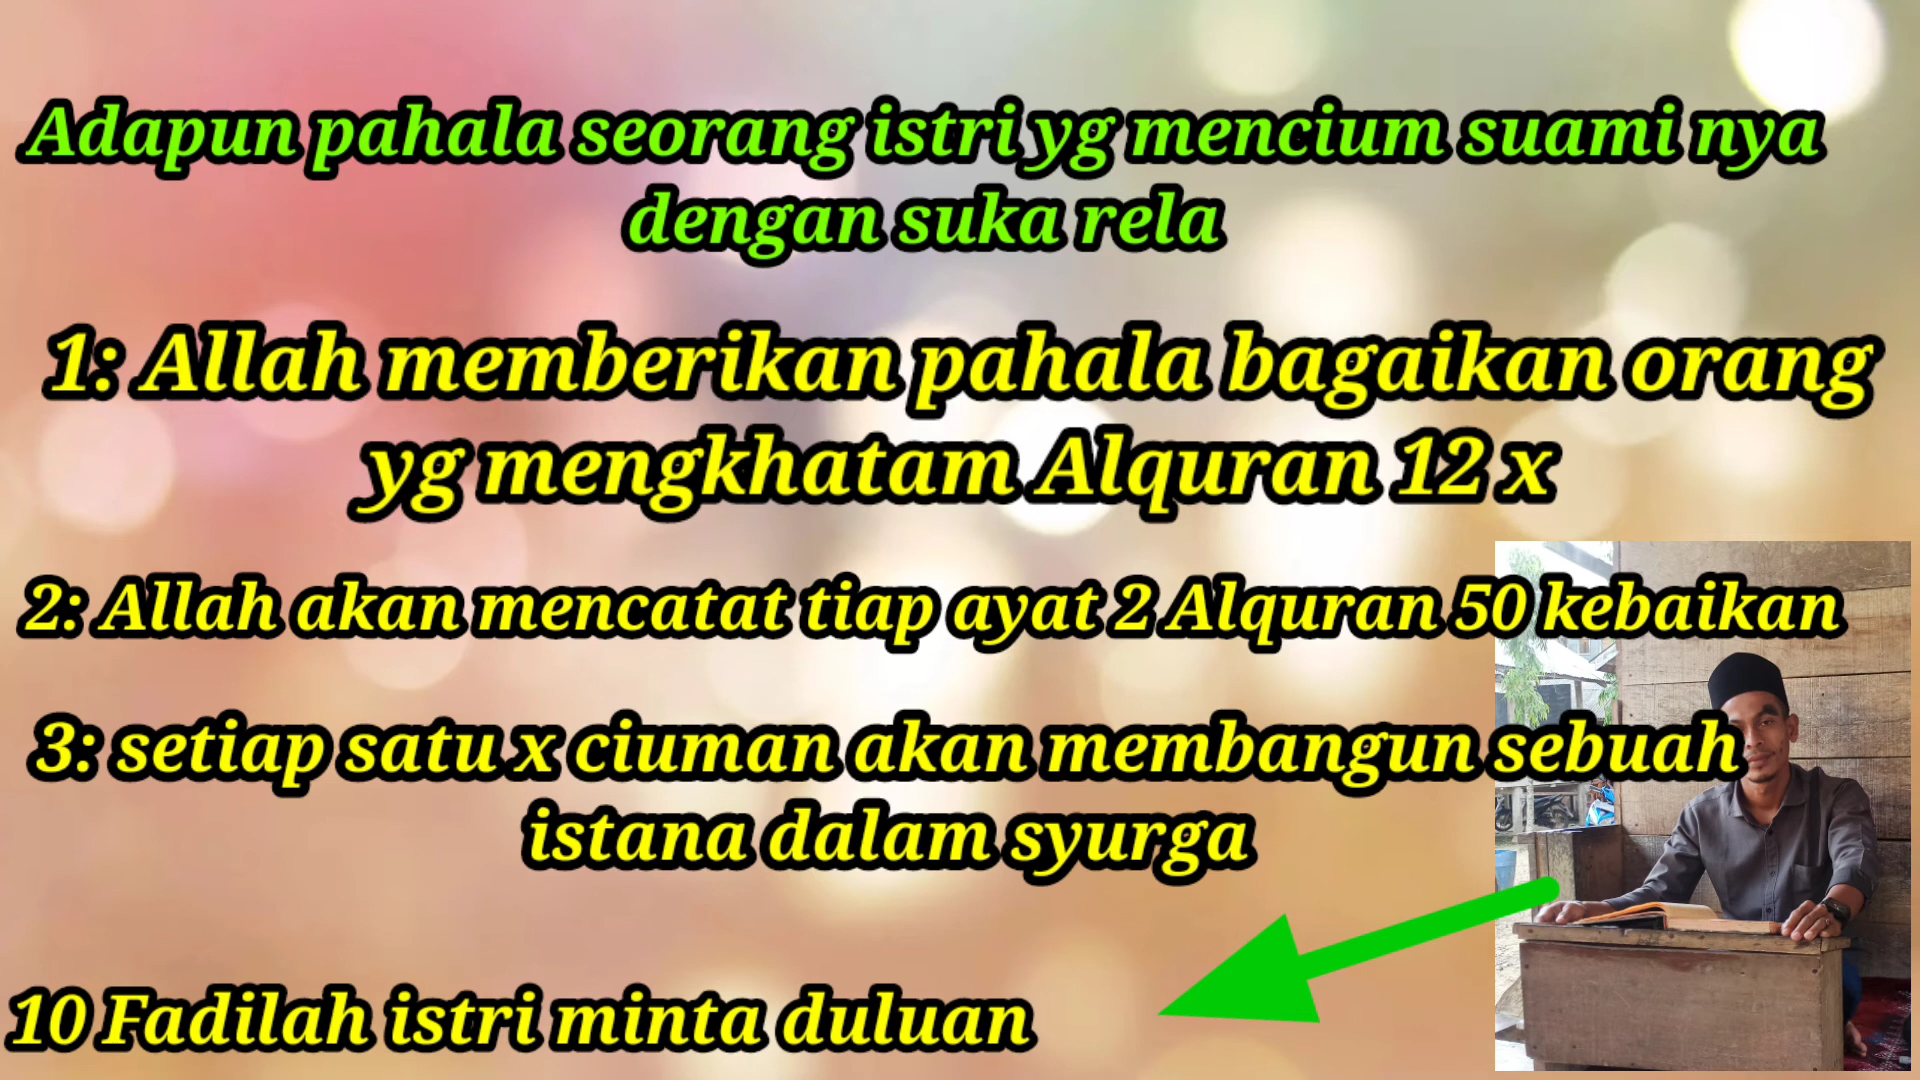 Adapun pahala seorang istri yg mencium suami nya
dengan suka rela
1: Allah memberikan pahala bagaikan orang
yg mengkhatam Alquran 12 x
2: Allah akan mencatat tiap ayat 2 Alquran 50 kebaikan
3: setiap satu x ciuman akan membangun sebuah
istana dalam syurga
10 Fadilah istri minta duluan